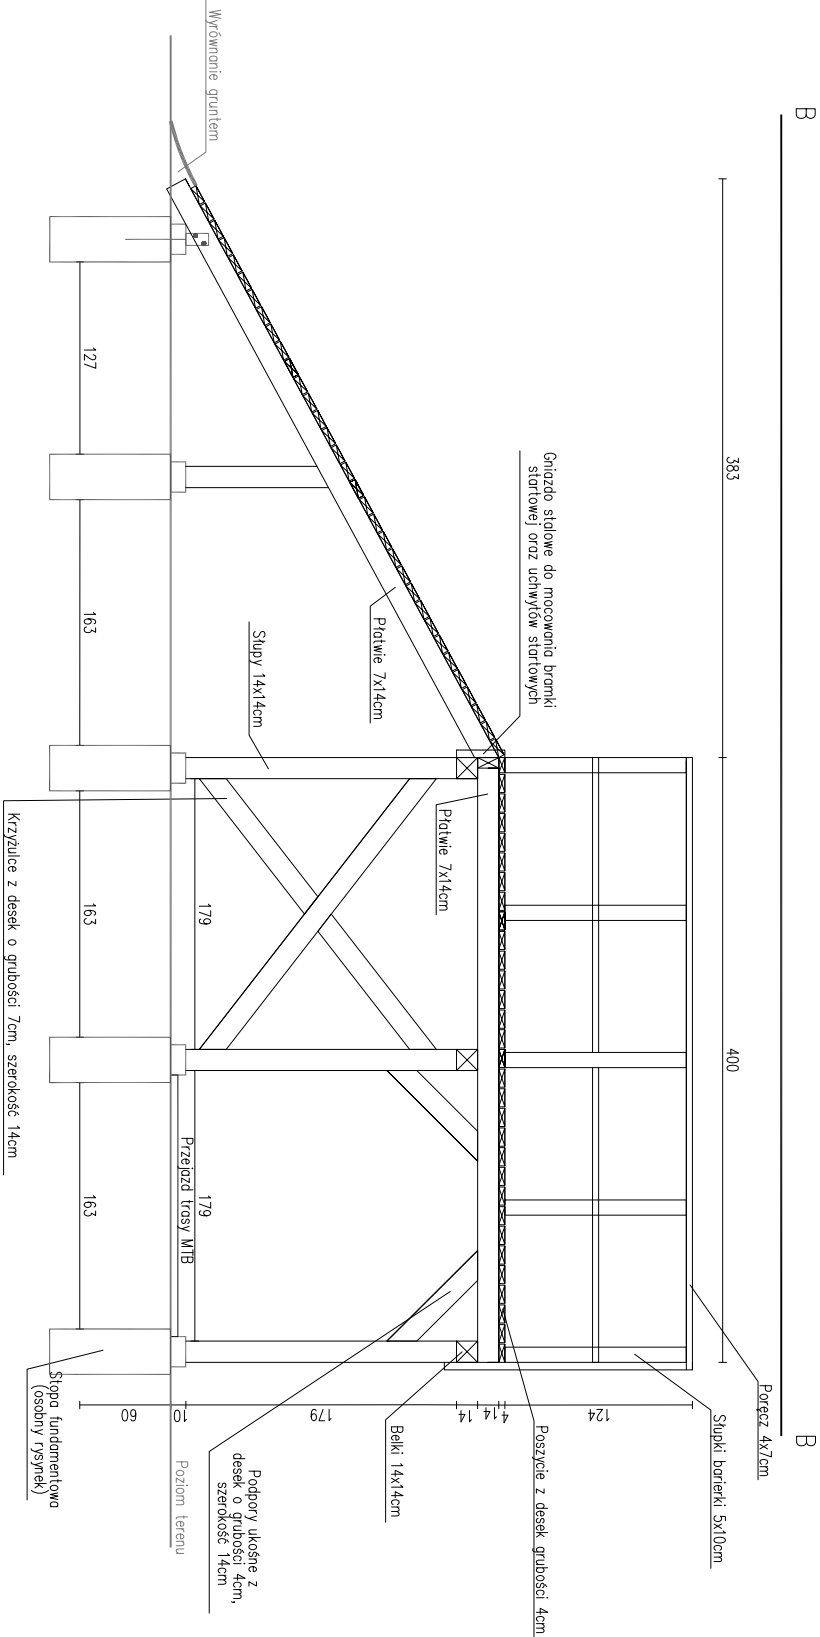 B
B
383
400
Poręcz 4x7cm
Słupki barierki 5x10cm
Poszycie z desek grubości 4cm
Gniazdo stalowe do mocowania bramki
startowej oraz uchwytów startowych
Płatwie 7x14cm
Płatwie 7x14cm
Słupy 14x14cm
Belki 14x14cm
Podpory ukośne z
desek o grubości 4cm,
szerokość 14cm
Wyrównanie gruntem
179
179
Przejazd trasy MTB
Poziom terenu
127
163
163
163
60
10
179
14
14
4
124
Stopa fundamentowa
(osobny rysynek)
Krzyżulce z desek o grubości 7cm, szerokość 14cm